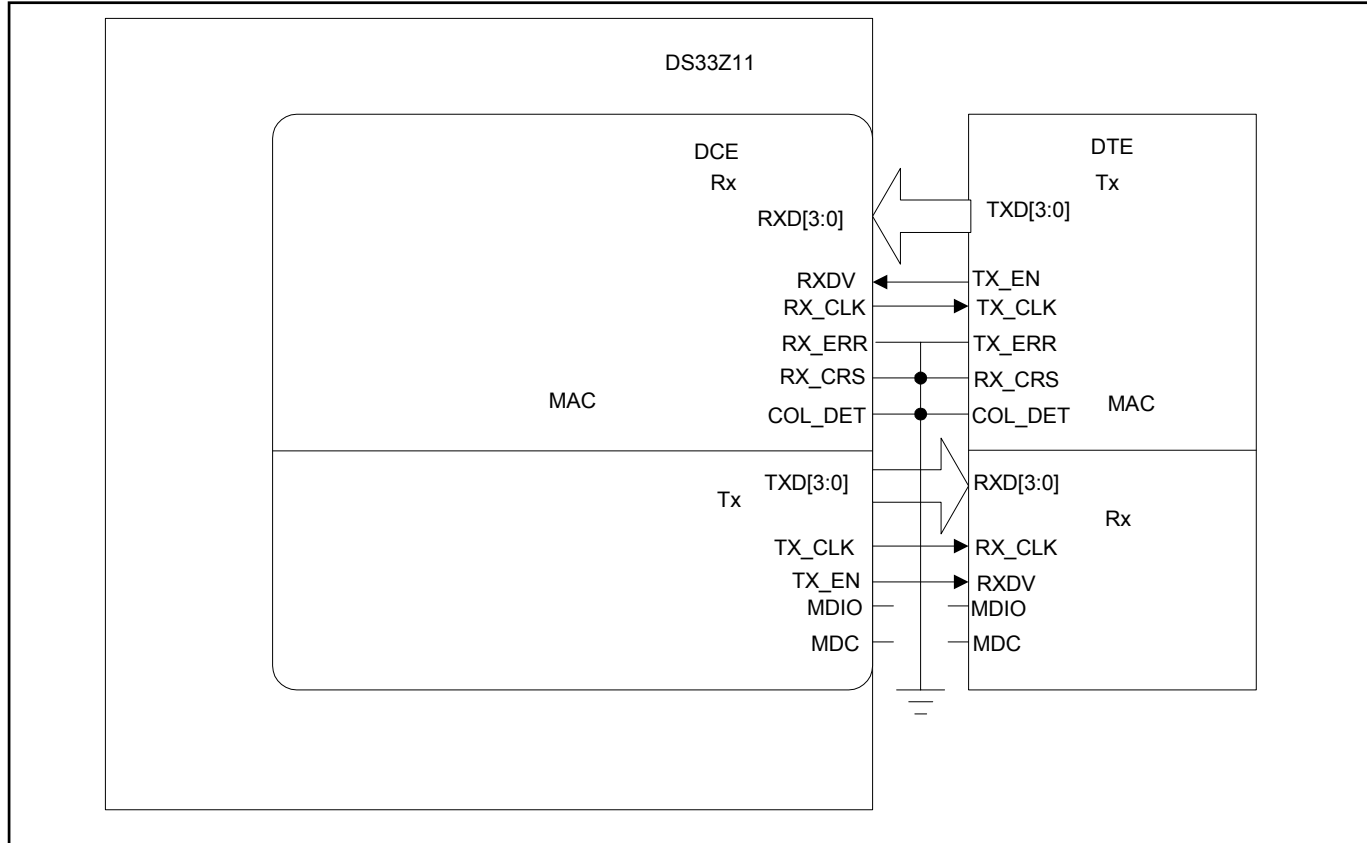 DS33Z11
DCE
Rx
DTE
Tx
RXD[3:0]
TXD[3:0]
RXDV
TX_EN
RX_CLK
TX_CLK
RX_ERR
TX_ERR
RX_CRS
RX_CRS
MAC
COL_DET
COL_DET
MAC
TXD[3:0]
RXD[3:0]
Tx
Rx
TX_CLK
RX_CLK
TX_EN
RXDV
MDIO
MDIO
MDC
MDC